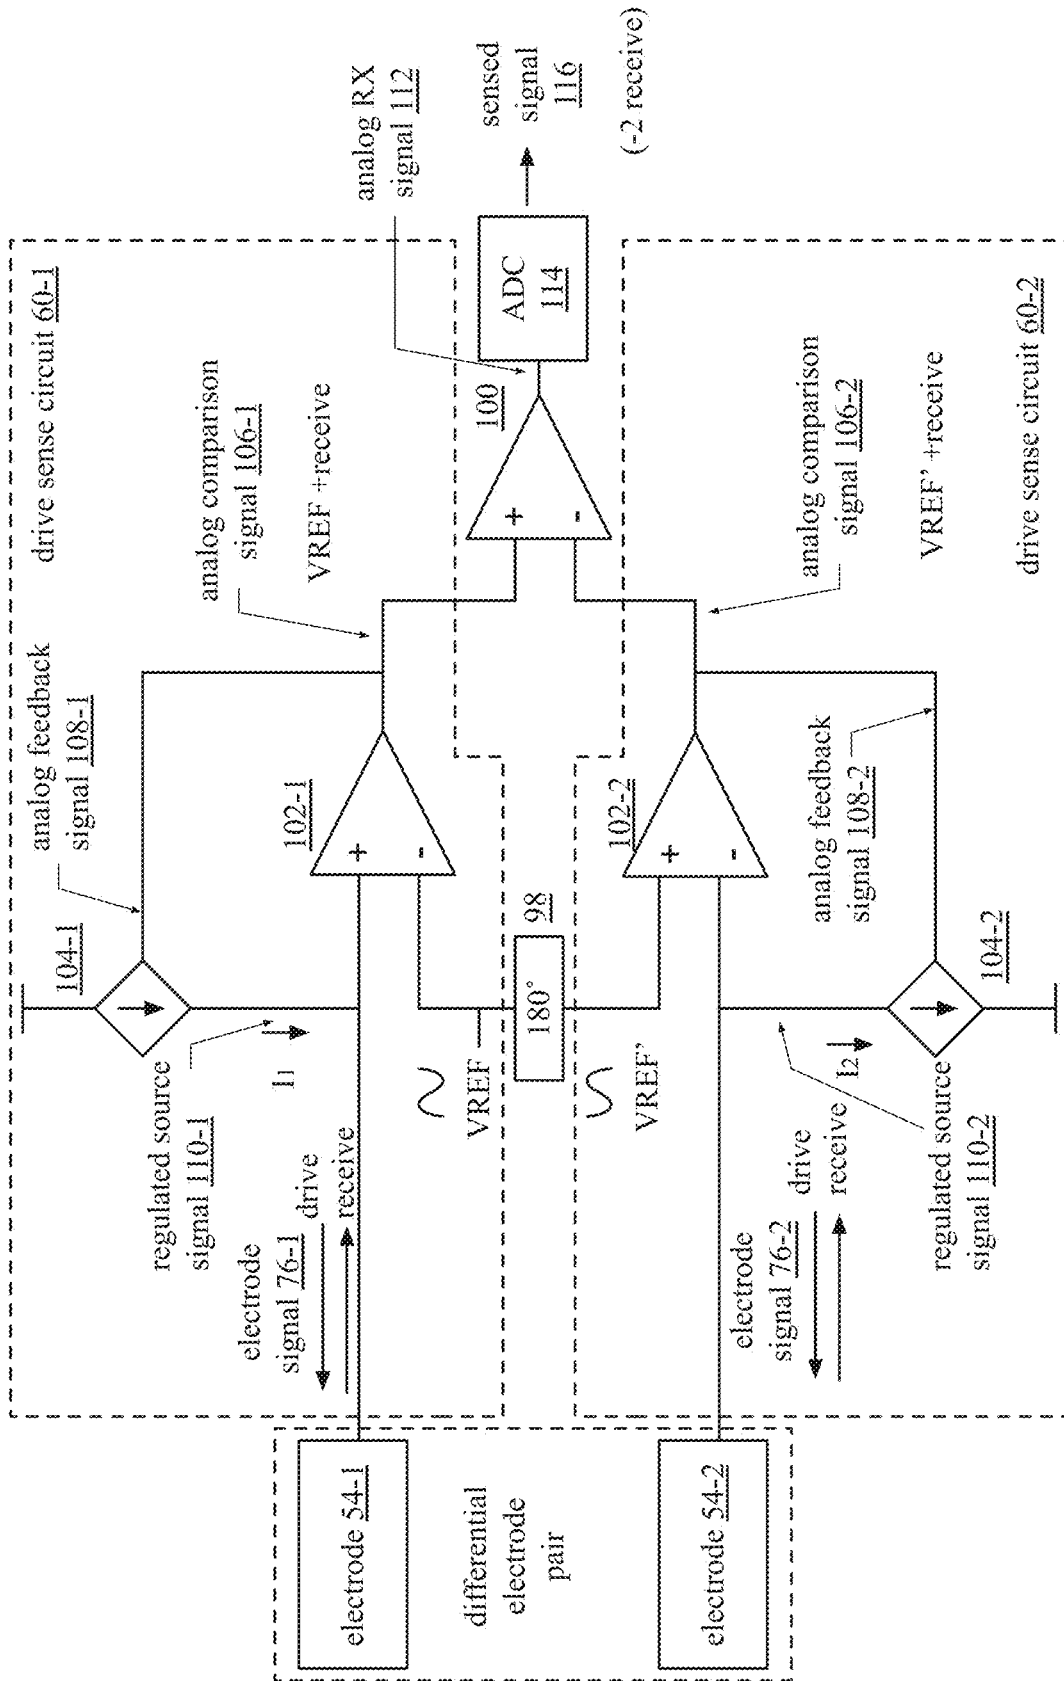 drive sense circuit 60-1
analog feedback
signal 108-1
104-1
regulated source
signal 110-1
I1
analog comparison
signal 106-1
VREF +receive
102-1
+
-
electrode
signal 76-1
drive
receive
electrode 54-1
differential
electrode
pair
electrode 54-2
VREF
180°
98
VREF'
100
+
-
analog RX
signal 112
ADC
114
sensed
signal
116
(-2 receive)
102-2
+
-
electrode
signal 76-2
drive
receive
I2
regulated source
signal 110-2
104-2
analog feedback
signal 108-2
analog comparison
signal 106-2
VREF' +receive
drive sense circuit 60-2